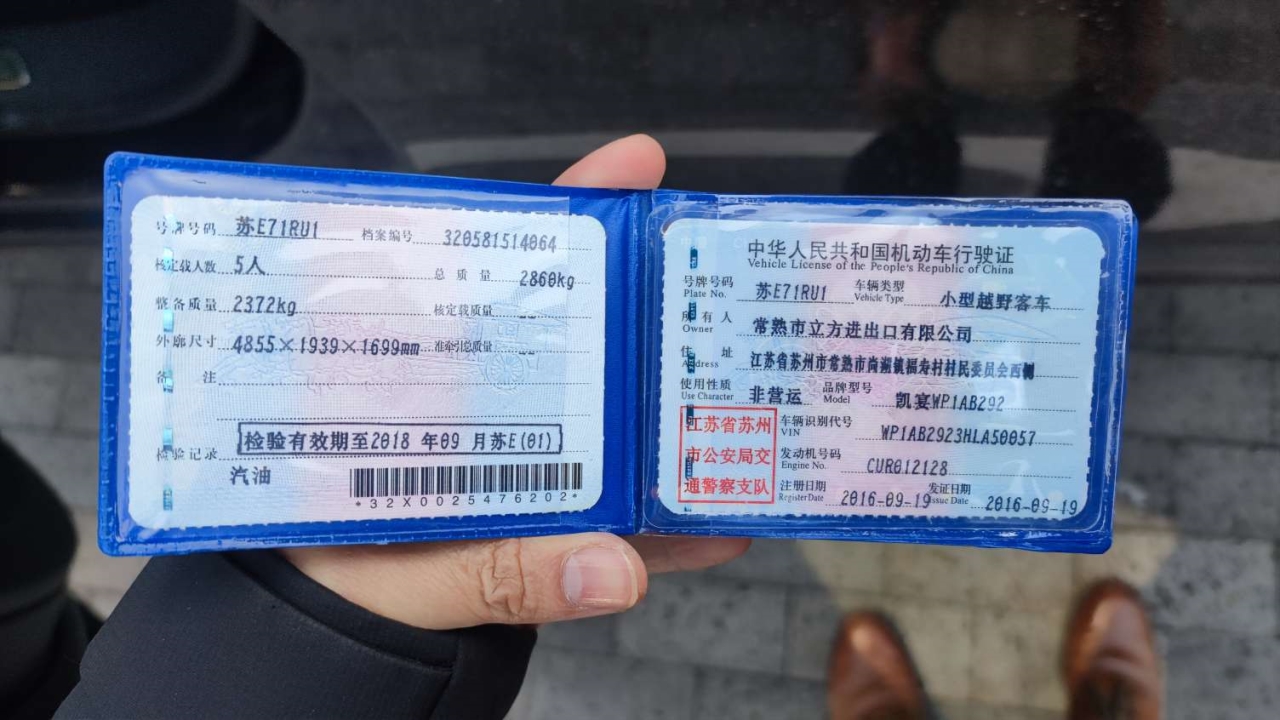 号牌号码 苏E71RU1 档案编号 320581514064
核定载人数 5人 总质量 2860kg
整备质量 2372kg 核定载质量 --
外廓尺寸 4855×1939×1699mm 准牵引总质量 --
备注
检验记录 检验有效期至2018 年09 月苏E(01)
汽油
*32X0025476202*
中华人民共和国机动车行驶证
Vehicle License of the People's Republic of China
号牌号码 苏E71RU1 车辆类型 小型越野客车
Plate No. Vehicle Type
所有人 常熟市立方进出口有限公司
Owner
住址 江苏省苏州市常熟市尚湖镇福寿村村民委员会西侧
Address
使用性质 非营运 品牌型号 凯宴WP1AB292
Use Character Model
江苏省苏州
市公安局交
通警察支队
车辆识别代号 WP1AB2923HLA50057
VIN
发动机号码 CUR012128
Engine No.
注册日期 2016-09-19 发证日期 2016-09-19
Register Date Issue Date